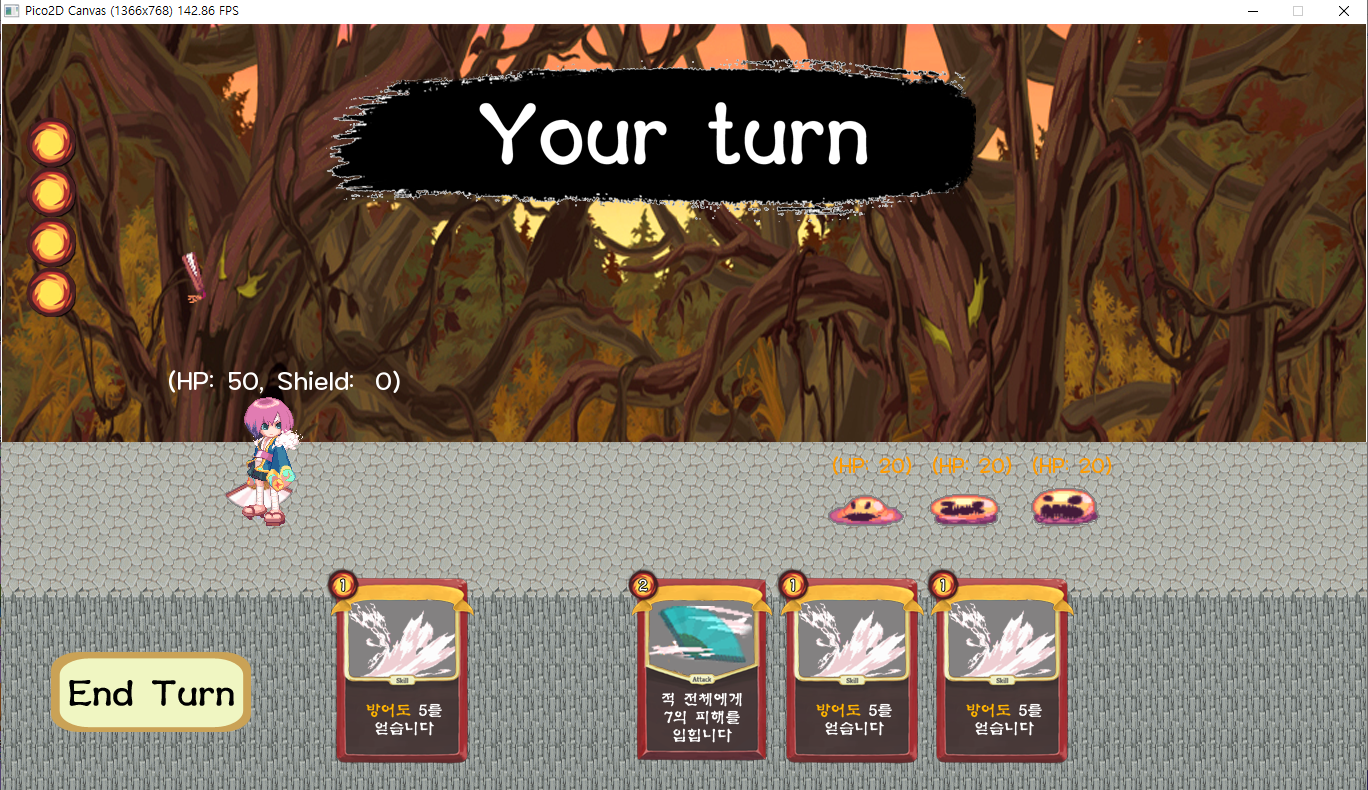 Pico2D Canvas (1366x768) 142.86 FPS
Your turn
(HP: 50, Shield: 0)
(HP: 20) (HP: 20) (HP: 20)
End Turn
1
Skill
방어도 5를
얻습니다
2
Attack
적 전체에게
7의 피해를
입힙니다
1
Skill
방어도 5를
얻습니다
1
Skill
방어도 5를
얻습니다